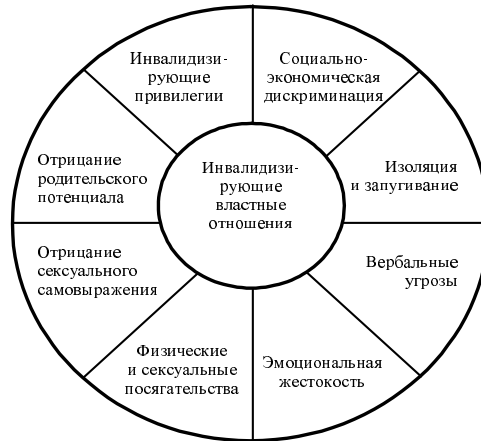 Инвалидизи-
рующие
привилегии
Социально-
экономическая
дискриминация
Отрицание
родительского
потенциала
Инвалидизи-
рующие
властные
отношения
Изоляция
и запугивание
Отрицание
сексуального
самовыражения
Вербальные
угрозы
Физические
и сексуальные
посягательства
Эмоциональная
жестокость